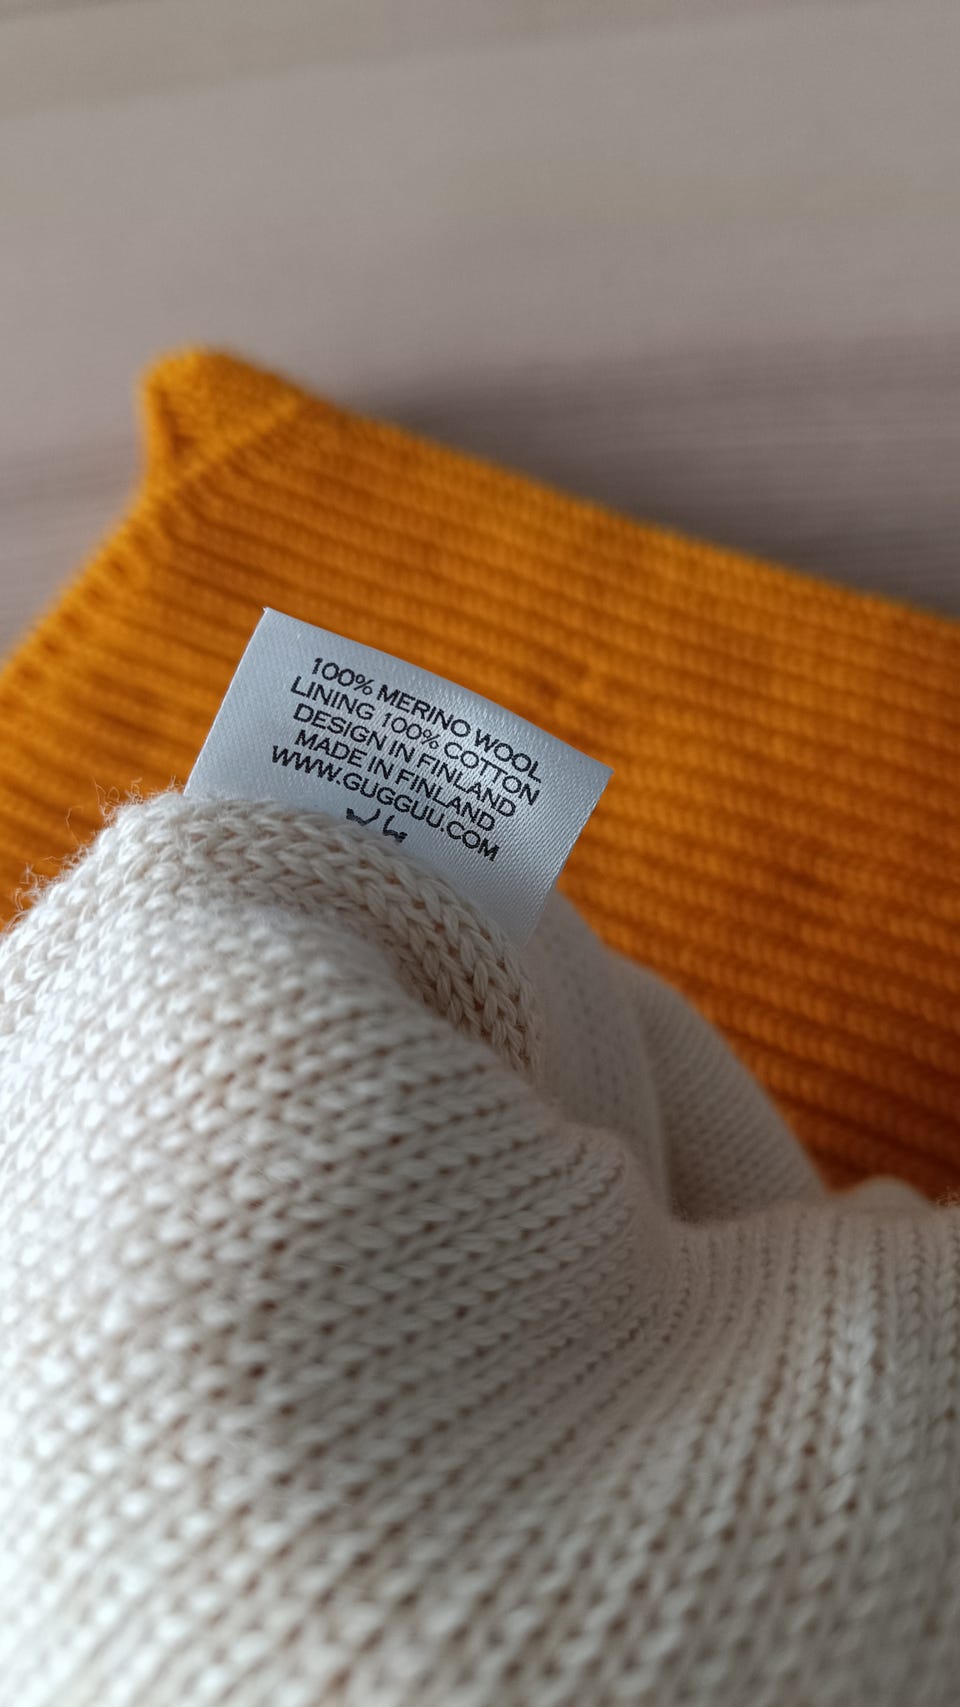 100% MERINO WOOL
LINING 100% COTTON
DESIGN IN FINLAND
MADE IN FINLAND
WWW.GUGGUU.COM